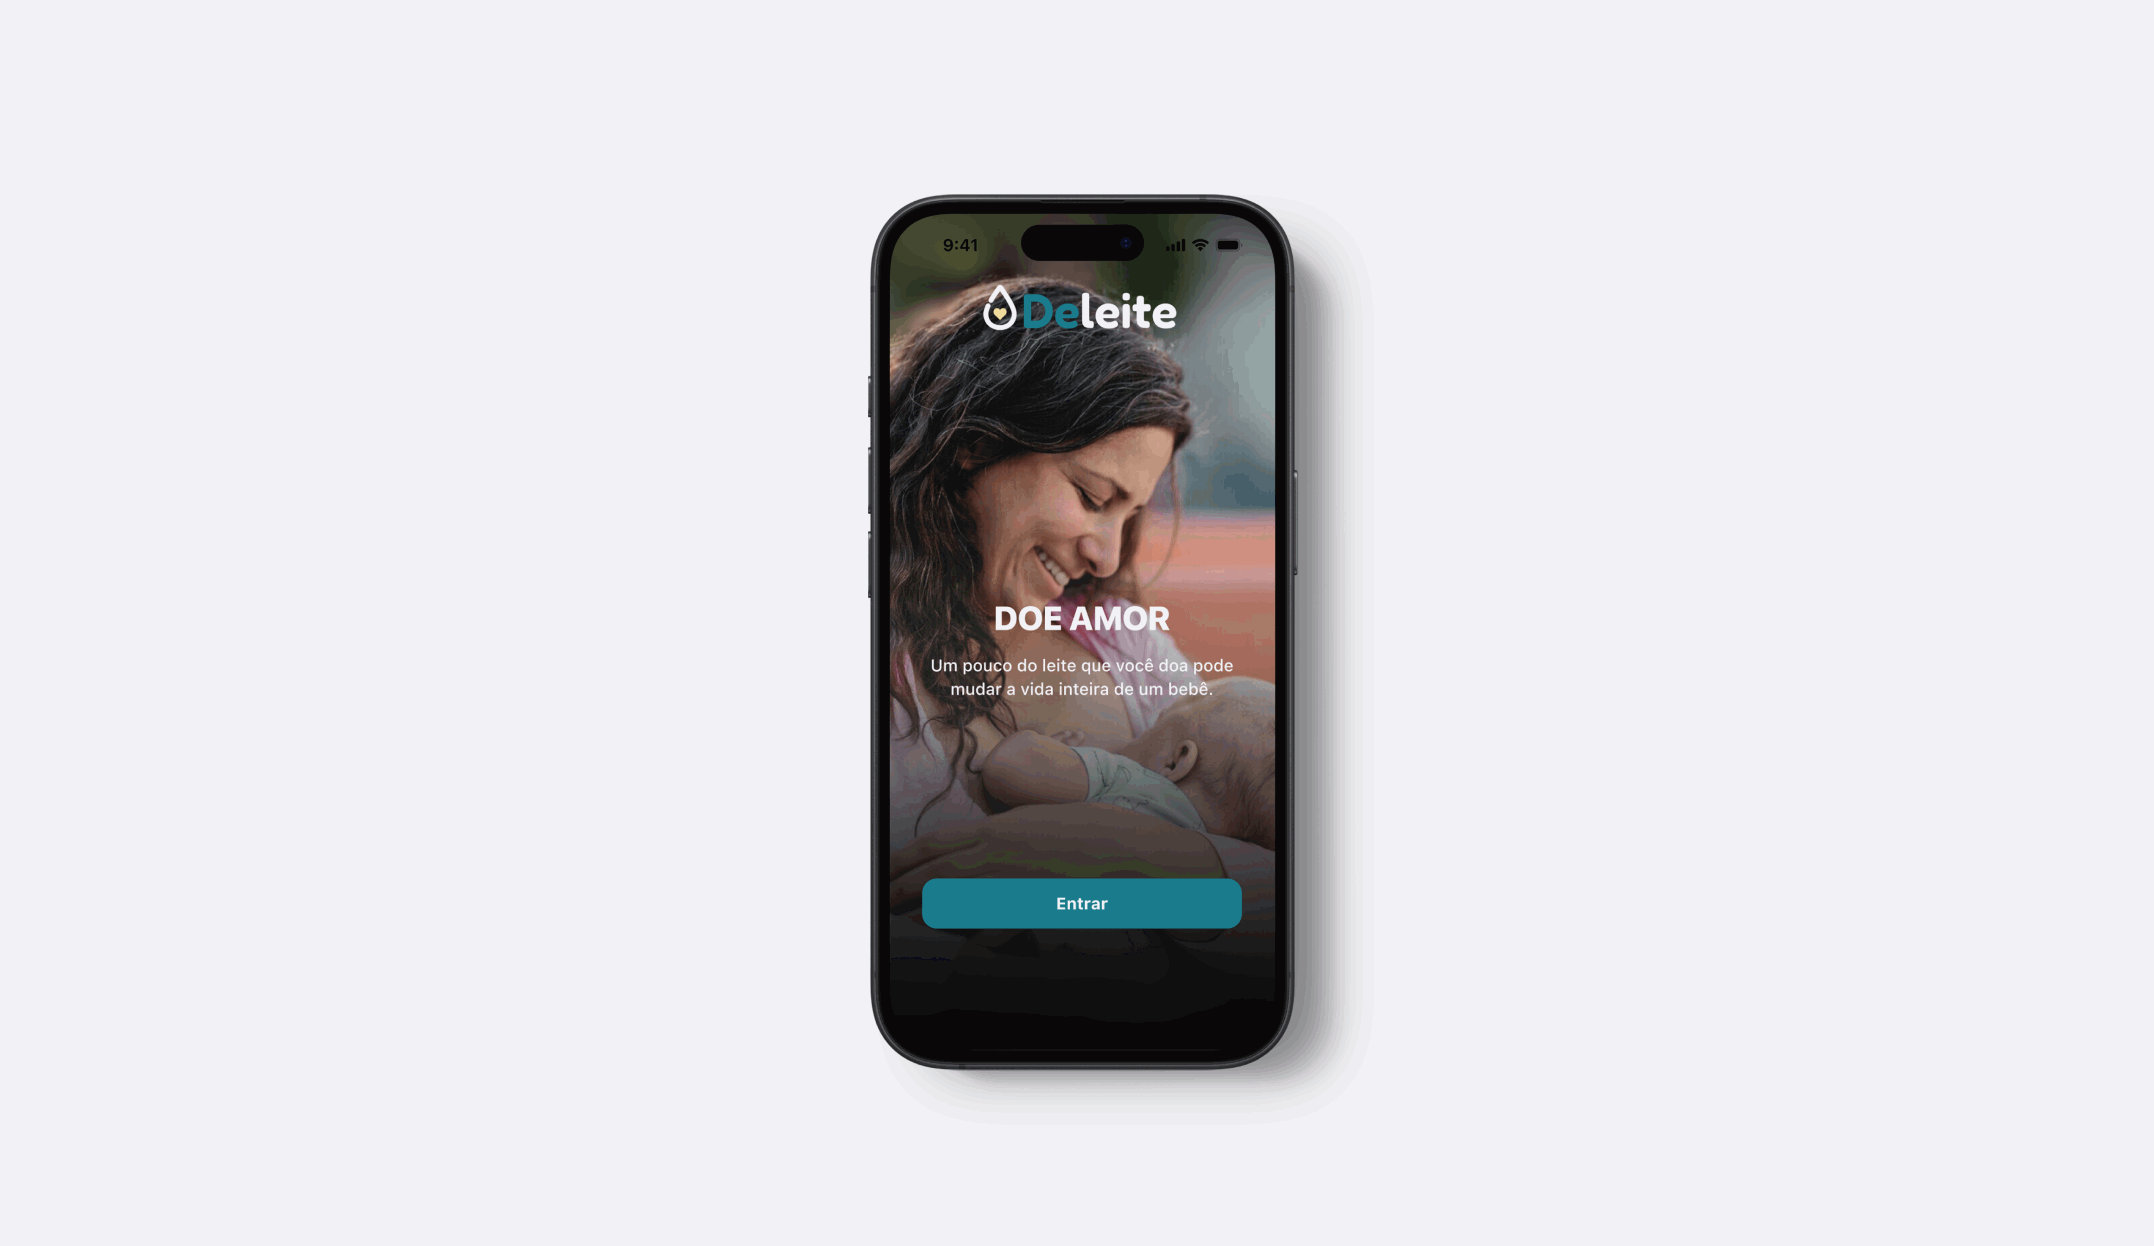 9:41
Deleite
DOE AMOR
Um pouco do leite que você doa pode
mudar a vida inteira de um bebê.
Entrar